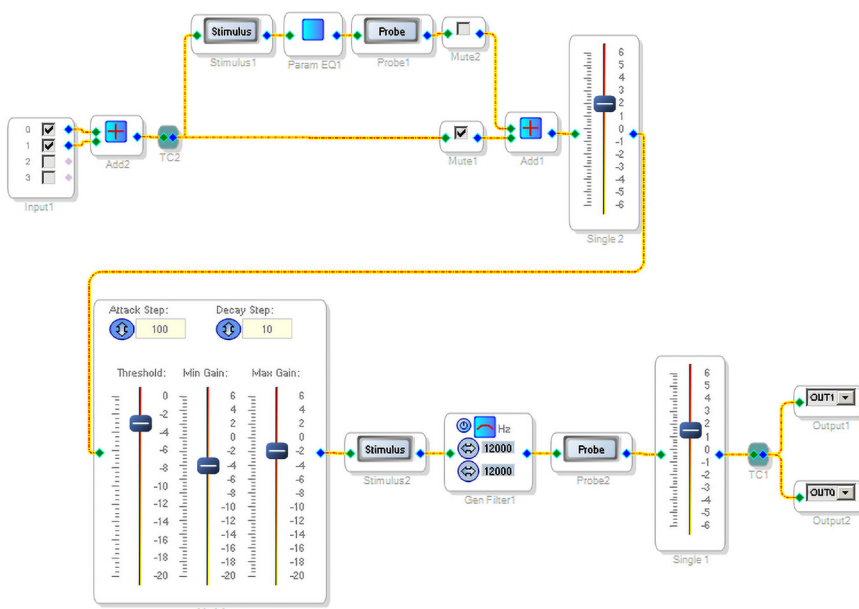 Stimulus
Stimulus1
Param EQ1
Probe
Probe1
Mute2
0
1
2
3
Input1
Add2
TC2
Mute1
Add1
6
5
4
3
2
1
0
-1
-2
-3
-4
-5
-6
Single 2
Attack Step:
100
Decay Step:
10
Threshold:
0
-2
-4
-6
-8
-10
-12
-14
-16
-18
-20
Min Gain:
6
4
2
0
-2
-4
-6
-8
-10
-12
-14
-16
-18
-20
Max Gain:
6
4
2
0
-2
-4
-6
-8
-10
-12
-14
-16
-18
-20
Stimulus
Stimulus2
Hz
12000
12000
Gen Filter1
Probe
Probe2
6
5
4
3
2
1
0
-1
-2
-3
-4
-5
-6
Single 1
TC1
OUT1
Output1
OUT0
Output2